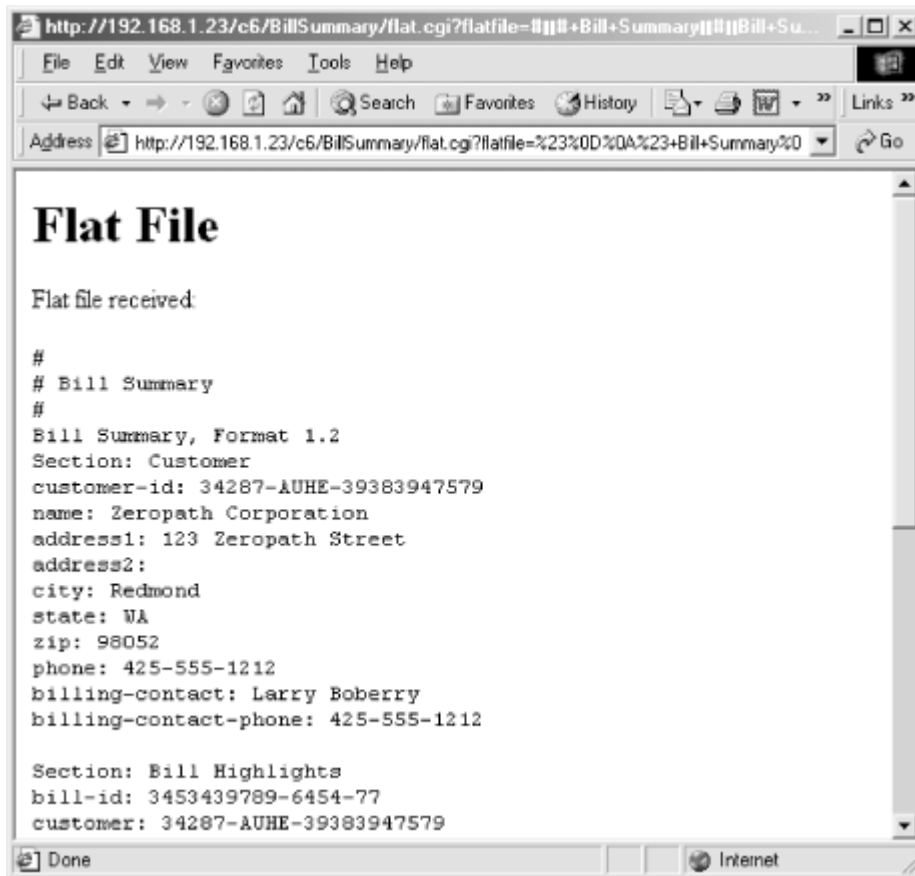 http://192.168.1.23/c6/BillSummary/flat.cgi?flatfile=#||#+Bill+Summary||#||Bill+Su...
File Edit View Favorites Tools Help
Back Search Favorites History Links »
Address http://192.168.1.23/c6/BillSummary/flat.cgi?flatfile=%23%0D%0A%23+Bill+Summary%0 Go
Flat File
Flat file received:
#
# Bill Summary
#
Bill Summary, Format 1.2
Section: Customer
customer-id: 34287-AUHE-39383947579
name: Zeropath Corporation
address1: 123 Zeropath Street
address2:
city: Redmond
state: WA
zip: 98052
phone: 425-555-1212
billing-contact: Larry Boberry
billing-contact-phone: 425-555-1212
Section: Bill Highlights
bill-id: 3453439789-6454-77
customer: 34287-AUHE-39383947579
Done Internet